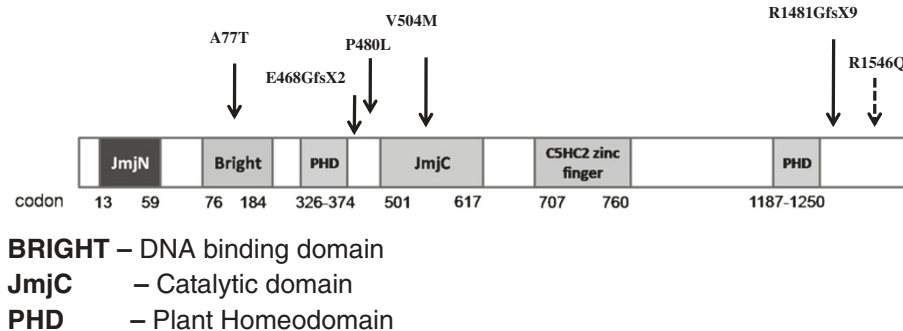 R1481GfsX9
V504M
A77T
P480L
R1546Q
E468GfsX2
JmjN
Bright
PHD
JmjC
C5HC2 zinc
finger
PHD
codon 13 59 76 184 326-374 501 617 707 760 1187-1250
BRIGHT – DNA binding domain
JmjC – Catalytic domain
PHD – Plant Homeodomain